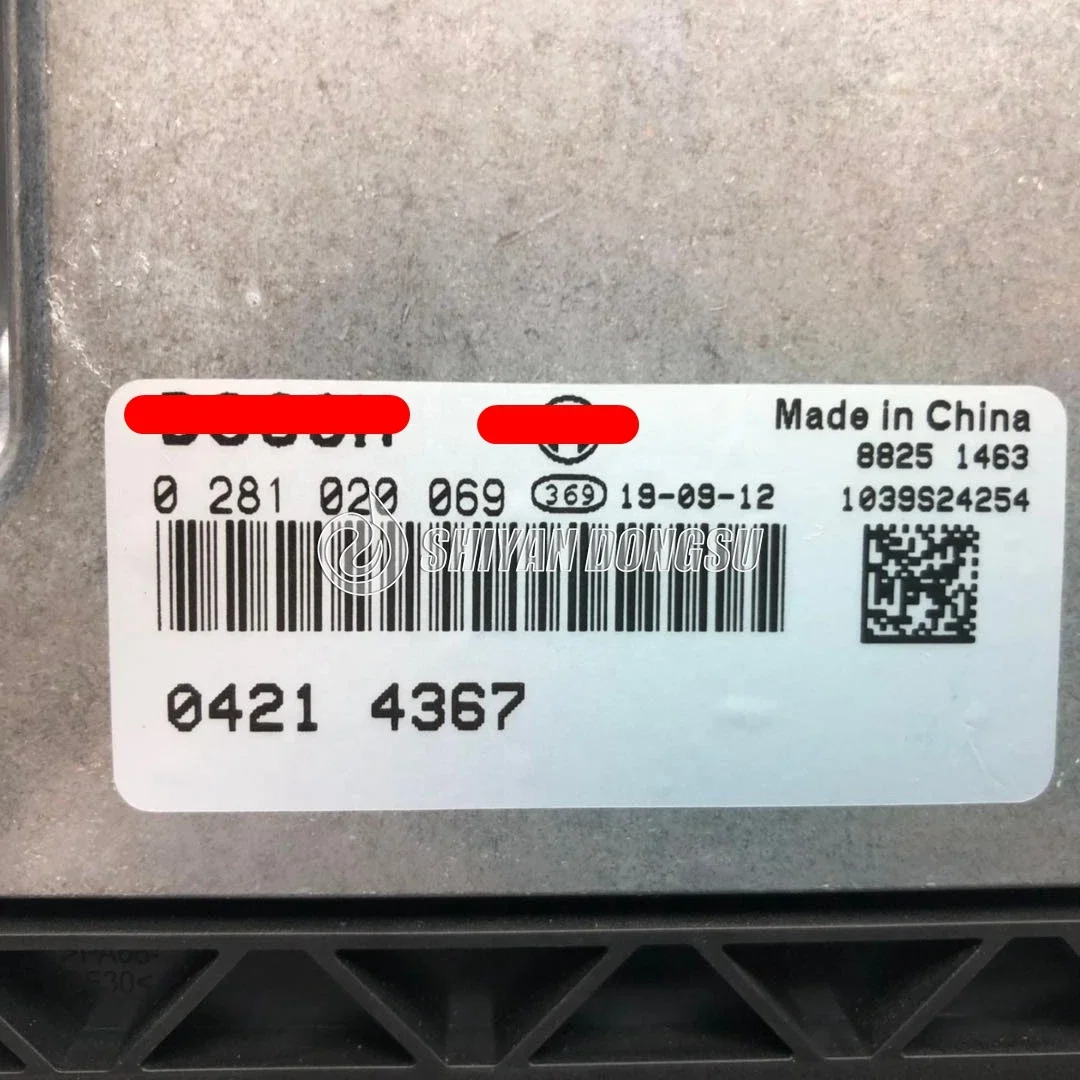 Made in China
8825 1463
0 281 020 069 369 19-09-12
1039S24254
SHIYAN DONGSU
0421 4367